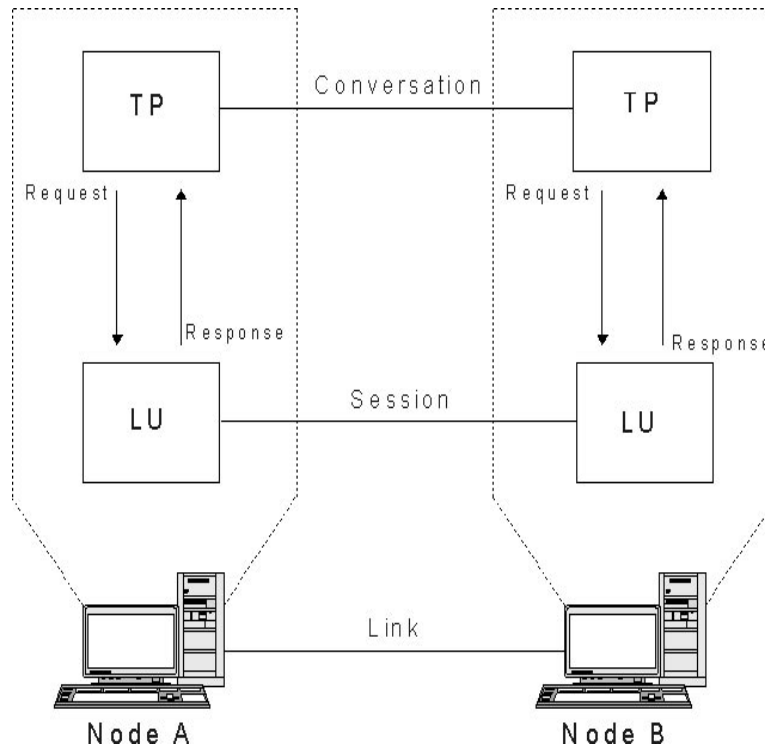 TP
Conversation
TP
Request
Response
Request
Response
LU
Session
LU
Link
Node A
Node B